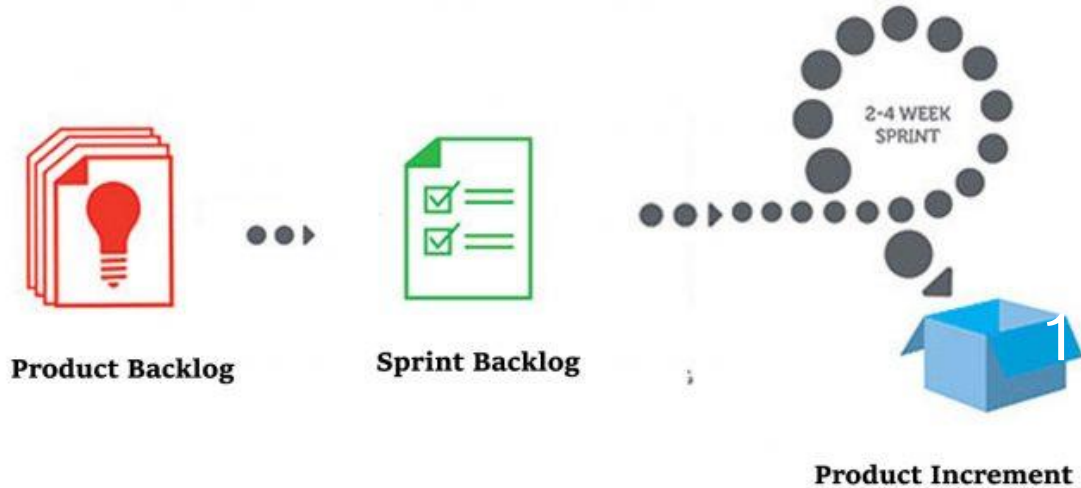 2-4 WEEK
SPRINT
1
Product Backlog
Sprint Backlog
;
Product Increment